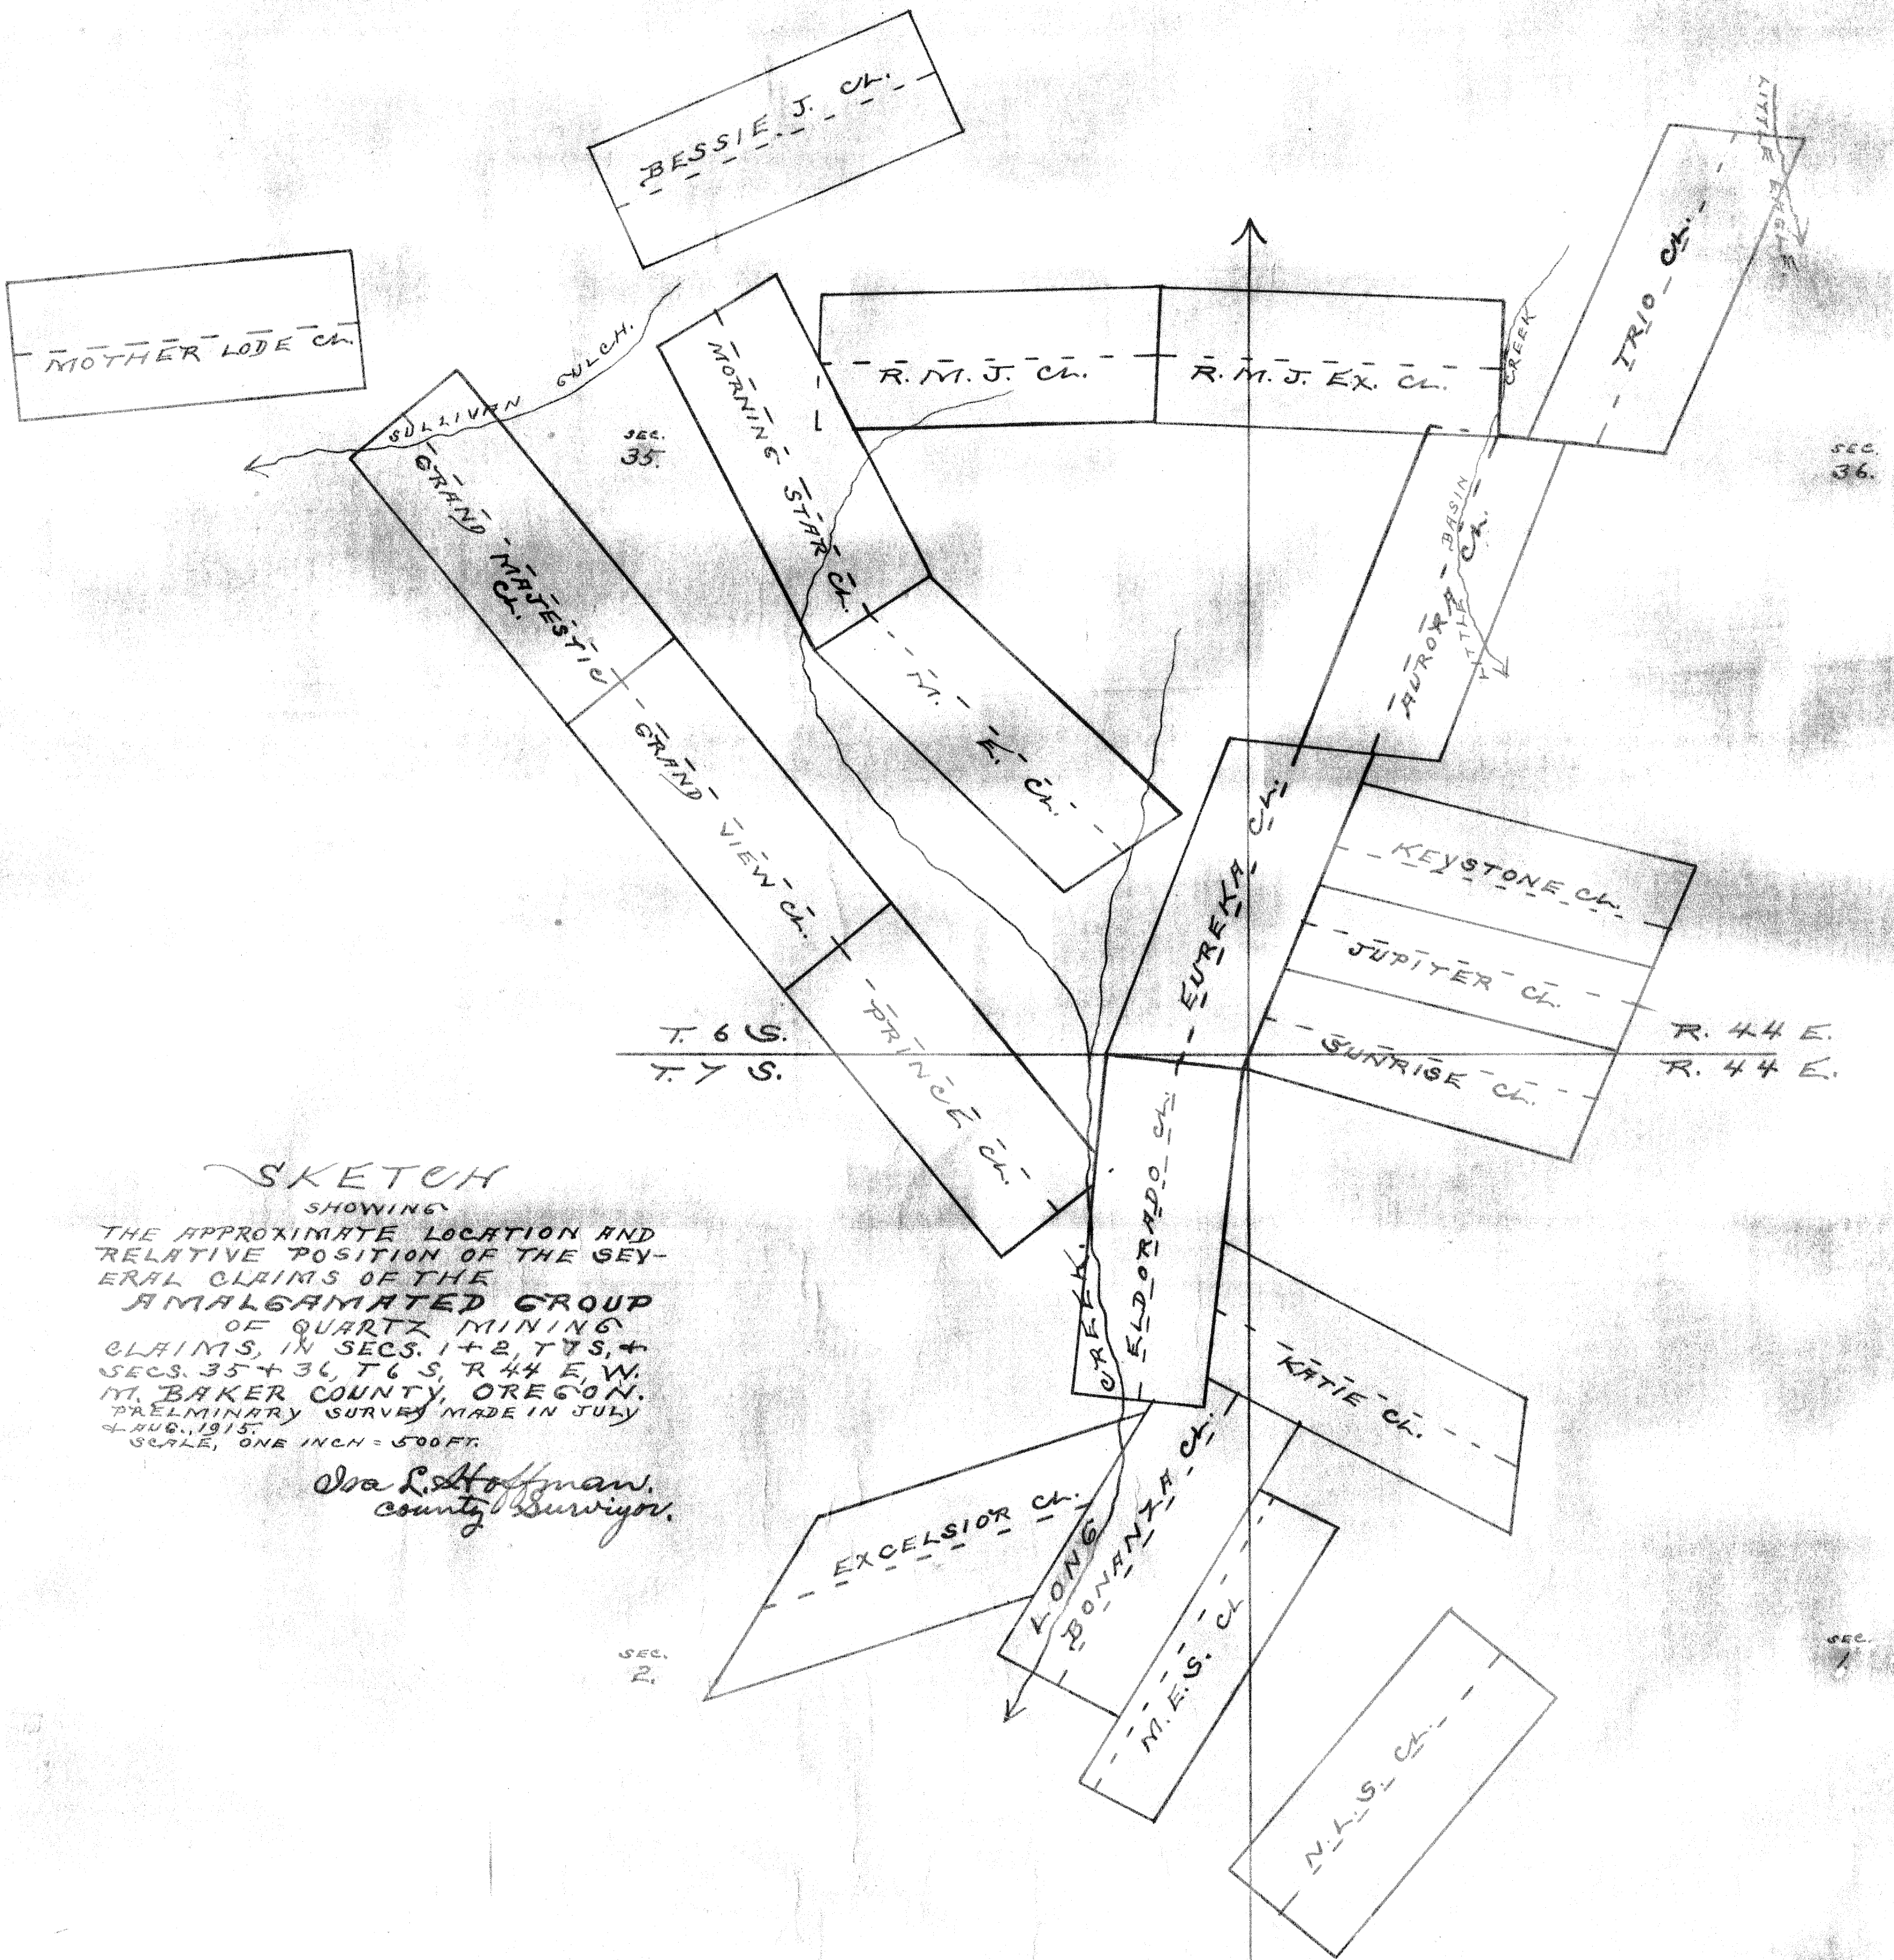 BESSIE J. CL.
LITTLE EAGLE
TRIO CL.
MOTHER LODE CL.
SULLIVAN GULCH.
MORNING STAR CL.
R. M. J. CL.
R. M. J. EX. CL.
CREEK
SEC.
35.
SEC.
36.
GRAND MAJESTIC
CL.
LITTLE BASIN
AURORA CL.
M. E. CL.
GRAND VIEW CL.
EUREKA CL.
KEYSTONE CL.
JUPITER CL.
PRINCE CL.
T. 6 S.
T. 7 S.
R. 44 E.
R. 44 E.
SUNRISE CL.
ELDORADO CL.
SKETCH
SHOWING
THE APPROXIMATE LOCATION AND
RELATIVE POSITION OF THE SEV-
ERAL CLAIMS OF THE
AMALGAMATED GROUP
OF QUARTZ MINING
CLAIMS, IN SECS. 1 + 2, T 7 S, +
SECS. 35 + 36, T 6 S, R 44 E, W.
M. BAKER COUNTY, OREGON.
PRELMINARY SURVEY MADE IN JULY
& AUG., 1915.
SCALE, ONE INCH = 500 FT.
Ira L. Hoffman.
County Surviyor.
CREEK.
KATIE CL.
EXCELSIOR CL.
LONG
BONANZA CL.
M. E. S. CL
SEC.
2.
SEC.
1.
N. L. S. CL.